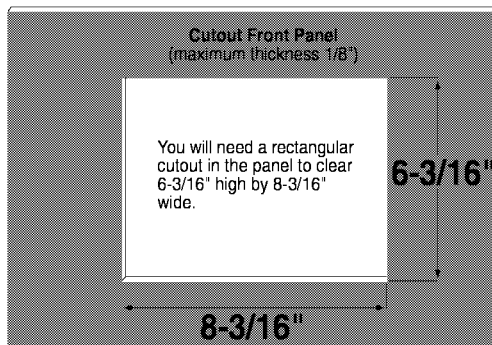 Cutout Front Panel
(maximum thickness 1/8")
You will need a rectangular
cutout in the panel to clear
6-3/16" high by 8-3/16"
wide.
6-3/16"
8-3/16"